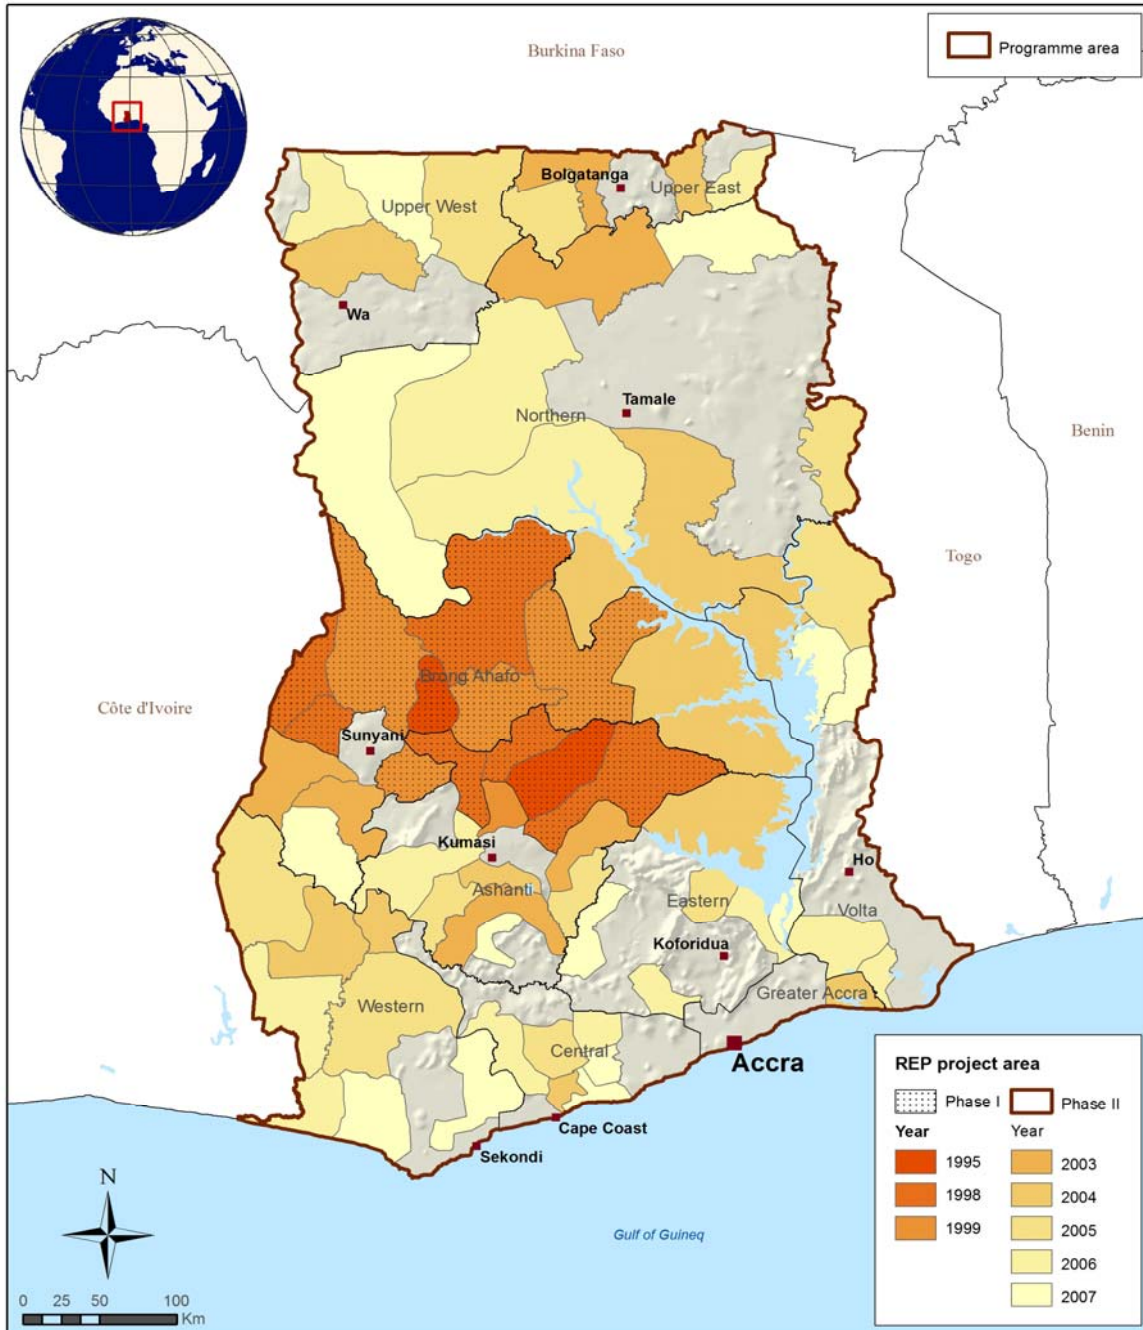 Burkina Faso
Programme area
Bolgatanga
Upper East
Upper West
Wa
Tamale
Northern
Benin
Togo
Côte d'Ivoire
Brong Ahafo
Sunyani
Kumasi
Ashanti
Ho
Eastern
Volta
Koforidua
Greater Accra
Western
Central
Accra
Cape Coast
Sekondi
Gulf of Guineq
N
0 25 50 100
Km
REP project area
Phase I Phase II
Year Year
1995 2003
1998 2004
1999 2005
2006
2007